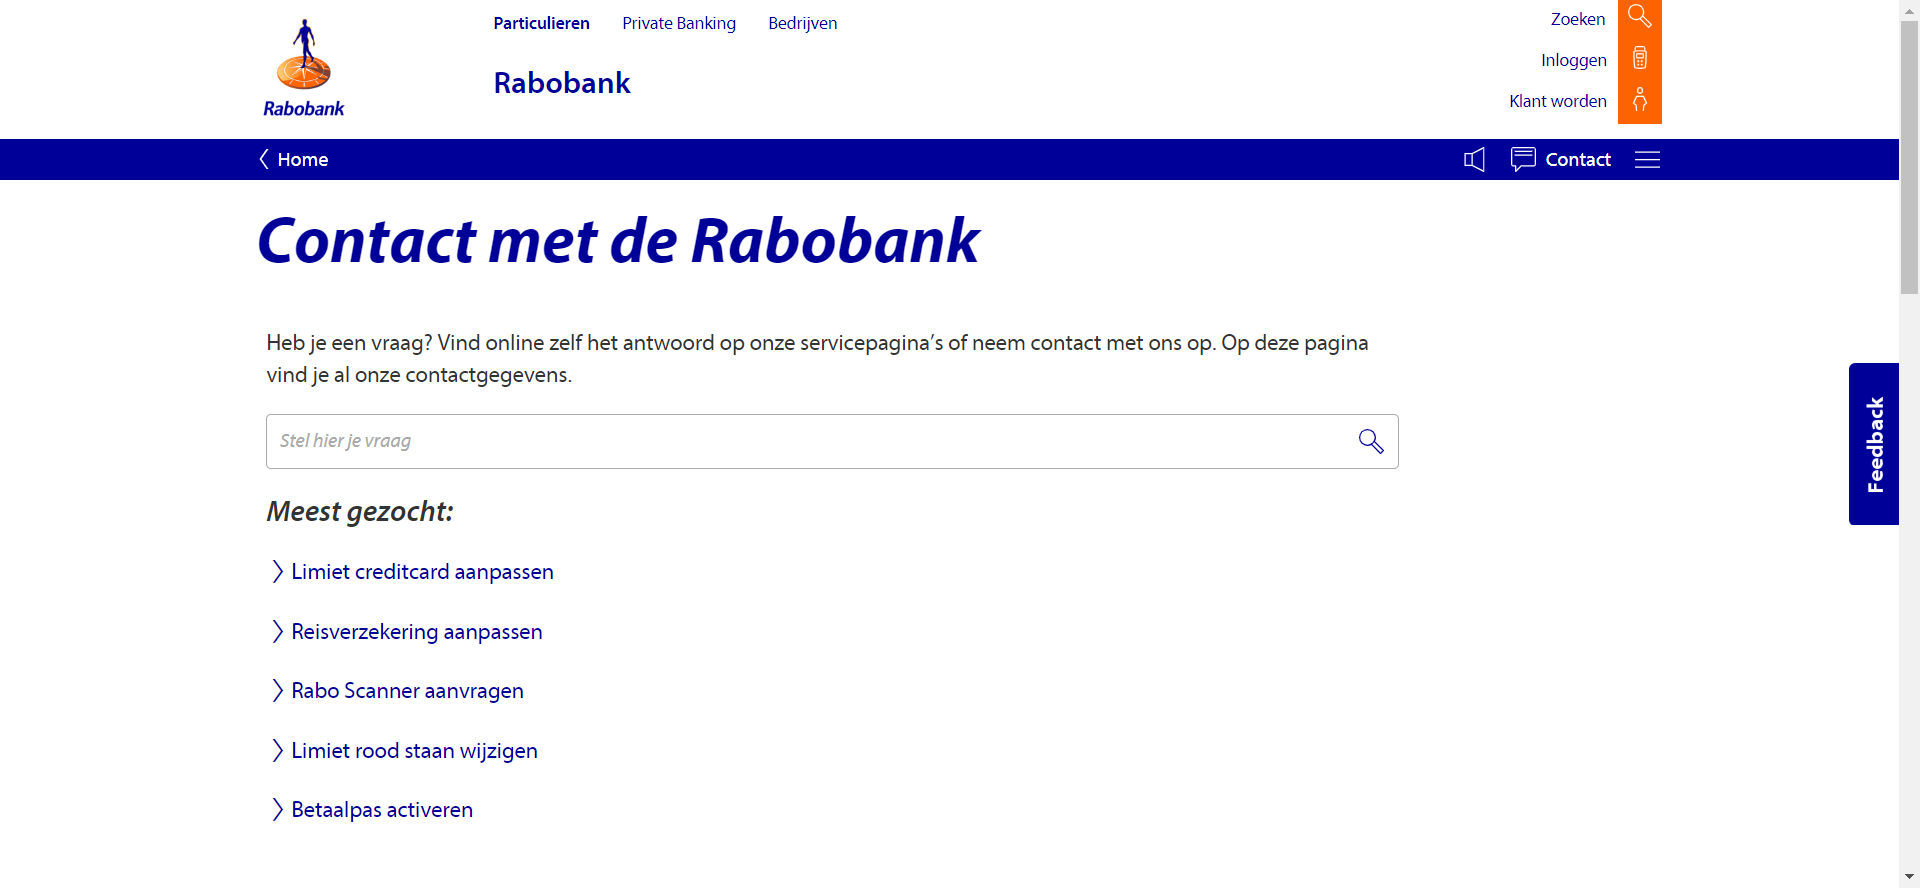 Particulieren Private Banking Bedrijven
Rabobank
Rabobank
Zoeken
Inloggen
Klant worden
Home
Contact
Contact met de Rabobank
Heb je een vraag? Vind online zelf het antwoord op onze servicepagina’s of neem contact met ons op. Op deze pagina
vind je al onze contactgegevens.
Stel hier je vraag
Meest gezocht:
Limiet creditcard aanpassen
Reisverzekering aanpassen
Rabo Scanner aanvragen
Limiet rood staan wijzigen
Betaalpas activeren
Feedback